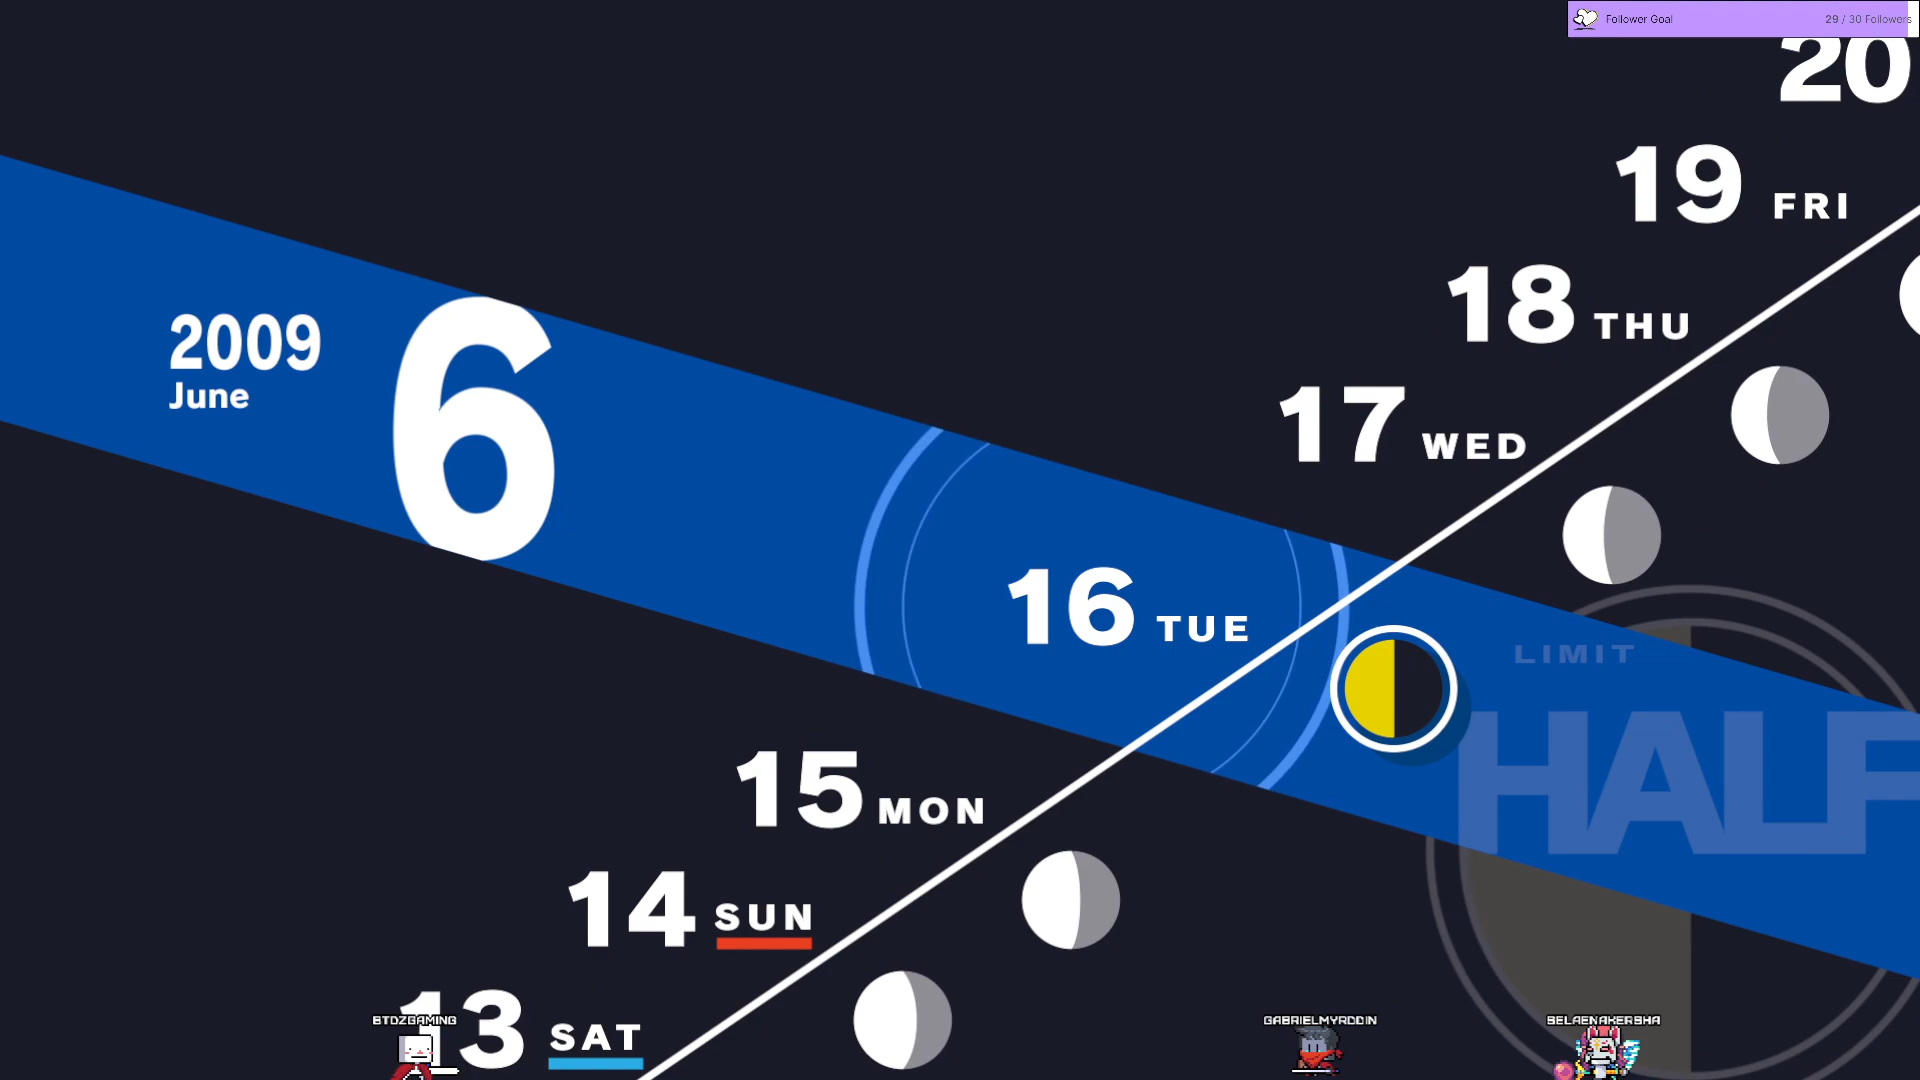 Follower Goal 29 / 30 Followers
20
19 FRI
18 THU
17 WED
2009
June
6
16 TUE
LIMIT
HALF
15 MON
14 SUN
13 SAT
BTDZGAMING
GABRIELMYRDDIN
SELAENAKERSHA